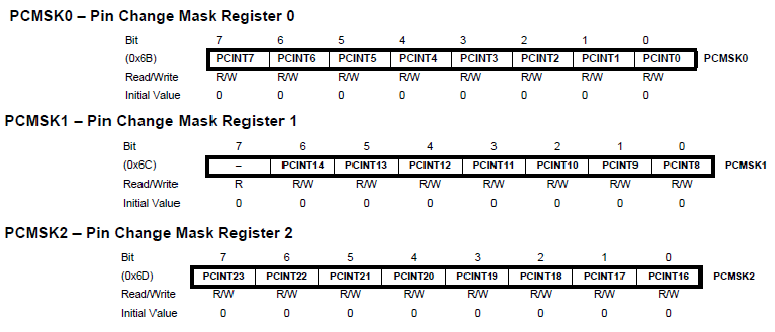 PCMSK0 – Pin Change Mask Register 0
Bit 7 6 5 4 3 2 1 0
(0x6B) PCINT7 PCINT6 PCINT5 PCINT4 PCINT3 PCINT2 PCINT1 PCINT0 PCMSK0
Read/Write R/W R/W R/W R/W R/W R/W R/W R/W
Initial Value 0 0 0 0 0 0 0 0
PCMSK1 – Pin Change Mask Register 1
Bit 7 6 5 4 3 2 1 0
(0x6C) – PCINT14 PCINT13 PCINT12 PCINT11 PCINT10 PCINT9 PCINT8 PCMSK1
Read/Write R R/W R/W R/W R/W R/W R/W R/W
Initial Value 0 0 0 0 0 0 0 0
PCMSK2 – Pin Change Mask Register 2
Bit 7 6 5 4 3 2 1 0
(0x6D) PCINT23 PCINT22 PCINT21 PCINT20 PCINT19 PCINT18 PCINT17 PCINT16 PCMSK2
Read/Write R/W R/W R/W R/W R/W R/W R/W R/W
Initial Value 0 0 0 0 0 0 0 0